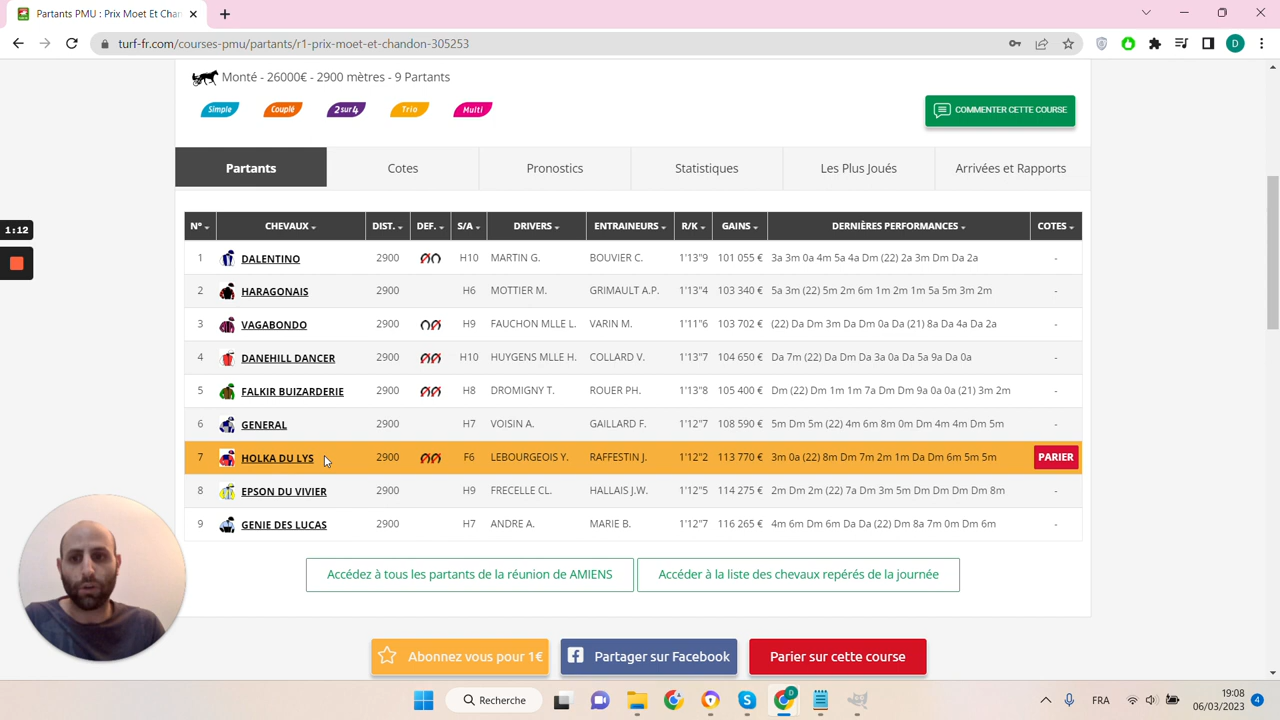 Partants PMU : Prix Moet Et Chan
turf-fr.com/courses-pmu/partants/r1-prix-moet-et-chandon-305253
D
Monté - 26000€ - 2900 mètres - 9 Partants
Simple Couplé 2sur4 Trio Multi
COMMENTER CETTE COURSE
Partants Cotes Pronostics Statistiques Les Plus Joués Arrivées et Rapports
N° CHEVAUX DIST. DEF. S/A DRIVERS ENTRAINEURS R/K GAINS DERNIÈRES PERFORMANCES COTES
1 DALENTINO 2900 H10 MARTIN G. BOUVIER C. 1'13"9 101 055 € 3a 3m 0a 4m 5a 4a Dm (22) 2a 3m Dm Da 2a -
2 HARAGONAIS 2900 H6 MOTTIER M. GRIMAULT A.P. 1'13"4 103 340 € 5a 3m (22) 5m 2m 6m 1m 2m 1m 5a 5m 3m 2m -
3 VAGABONDO 2900 H9 FAUCHON MLLE L. VARIN M. 1'11"6 103 702 € (22) Da Dm 3m Da Dm 0a Da (21) 8a Da 4a Da 2a -
4 DANEHILL DANCER 2900 H10 HUYGENS MLLE H. COLLARD V. 1'13"7 104 650 € Da 7m (22) Da Dm Da 3a 0a Da 5a 9a Da 0a -
5 FALKIR BUIZARDERIE 2900 H8 DROMIGNY T. ROUER PH. 1'13"8 105 400 € Dm (22) Dm 1m 1m 7a Dm Dm 9a 0a 0a (21) 3m 2m -
6 GENERAL 2900 H7 VOISIN A. GAILLARD F. 1'12"7 108 590 € 5m Dm 5m (22) 4m 6m 8m 0m Dm 4m 4m Dm 5m -
7 HOLKA DU LYS 2900 F6 LEBOURGEOIS Y. RAFFESTIN J. 1'12"2 113 770 € 3m 0a (22) 8m Dm 7m 2m 1m Da Dm 6m 5m 5m PARIER
8 EPSON DU VIVIER 2900 H9 FRECELLE CL. HALLAIS J.W. 1'12"5 114 275 € 2m Dm 2m (22) 7a Dm 3m 5m Dm Dm Dm Dm 8m -
9 GENIE DES LUCAS 2900 H7 ANDRE A. MARIE B. 1'12"7 116 265 € 4m 6m Dm 6m Da Da (22) Dm 8a 7m 0m Dm 6m -
1:12
Accédez à tous les partants de la réunion de AMIENS Accéder à la liste des chevaux repérés de la journée
Abonnez vous pour 1€ Partager sur Facebook Parier sur cette course
Recherche
FRA
19:08
06/03/2023
4